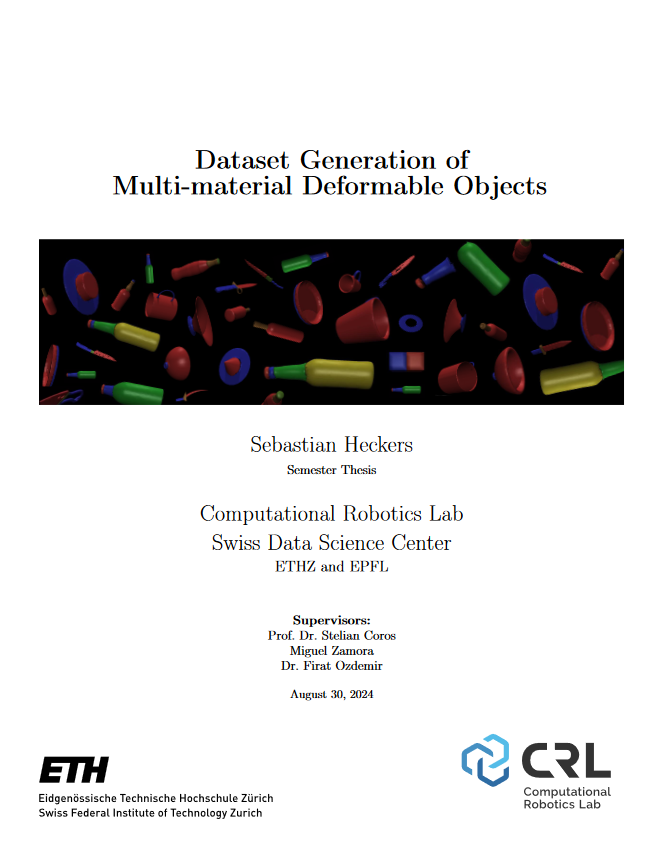 Dataset Generation of
Multi-material Deformable Objects
Sebastian Heckers
Semester Thesis
Computational Robotics Lab
Swiss Data Science Center
ETHZ and EPFL
Supervisors:
Prof. Dr. Stelian Coros
Miguel Zamora
Dr. Firat Ozdemir
August 30, 2024
ETH
Eidgenössische Technische Hochschule Zürich
Swiss Federal Institute of Technology Zurich
CRL
Computational
Robotics Lab